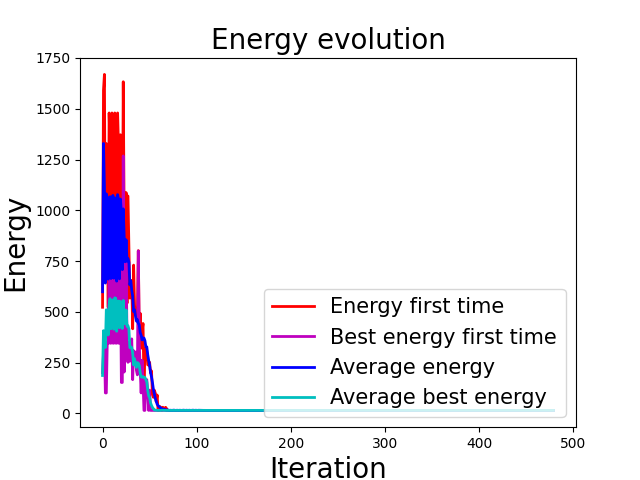 Energy evolution
1750
1500
1250
1000
750
500
250
0
Energy
Energy first time
Best energy first time
Average energy
Average best energy
0 100 200 300 400 500
Iteration